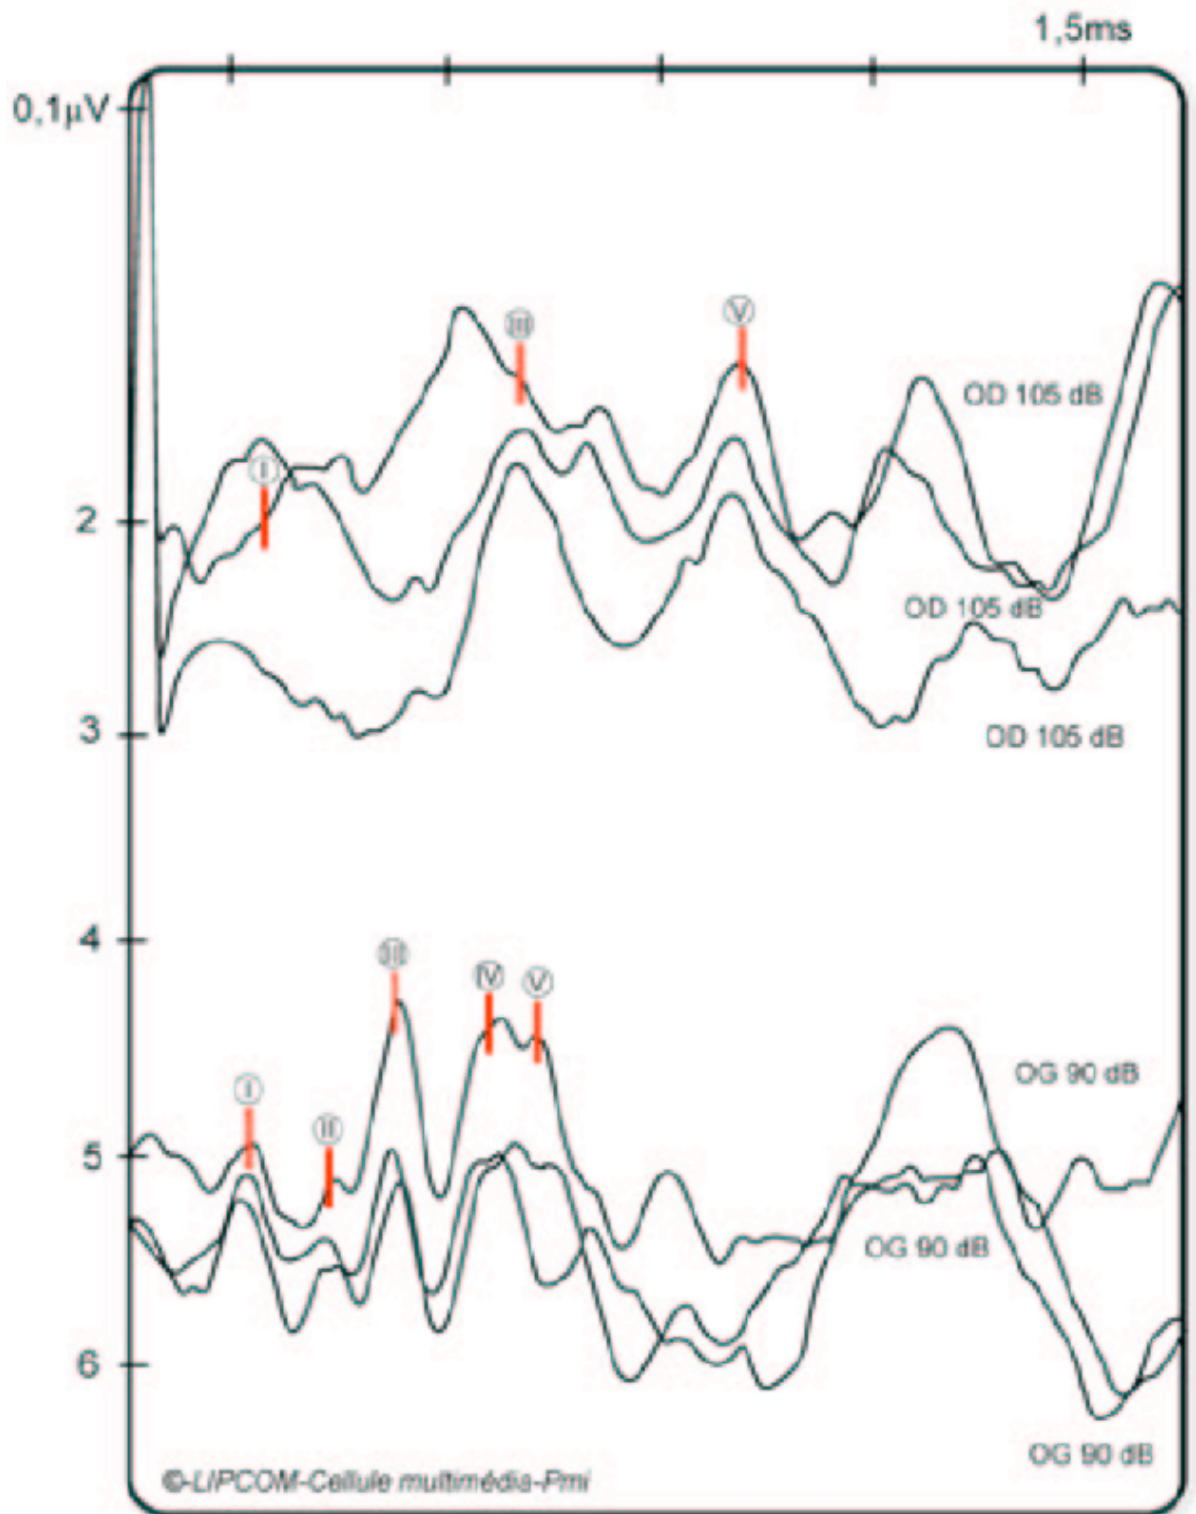 1,5ms
0,1µV
III
V
OD 105 dB
I
2
OD 105 dB
3
OD 105 dB
4
III
IV
V
OG 90 dB
I
II
5
OG 90 dB
6
OG 90 dB
©-LIPCOM-Cellule multimédia-Pmi